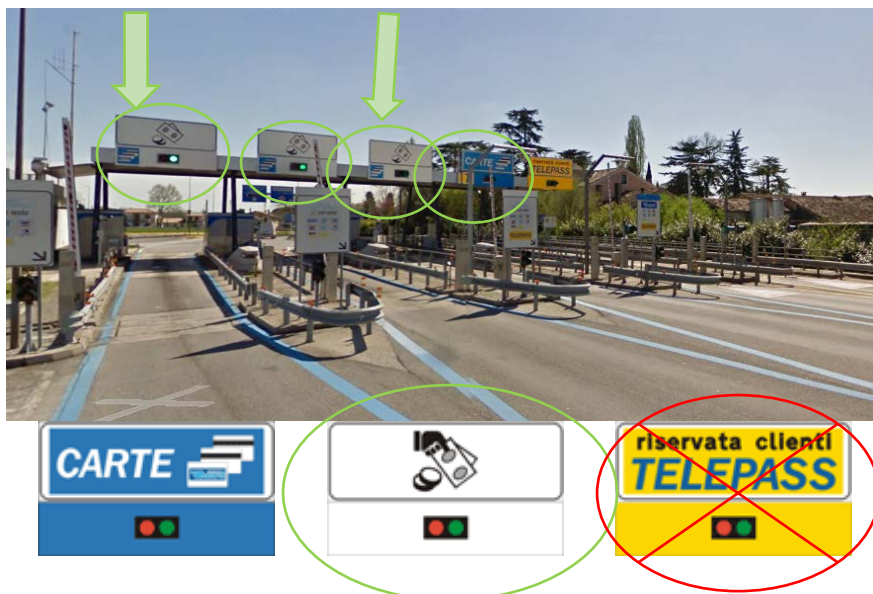 CARTE
riservata clienti
TELEPASS
CARTE
riservata clienti
TELEPASS